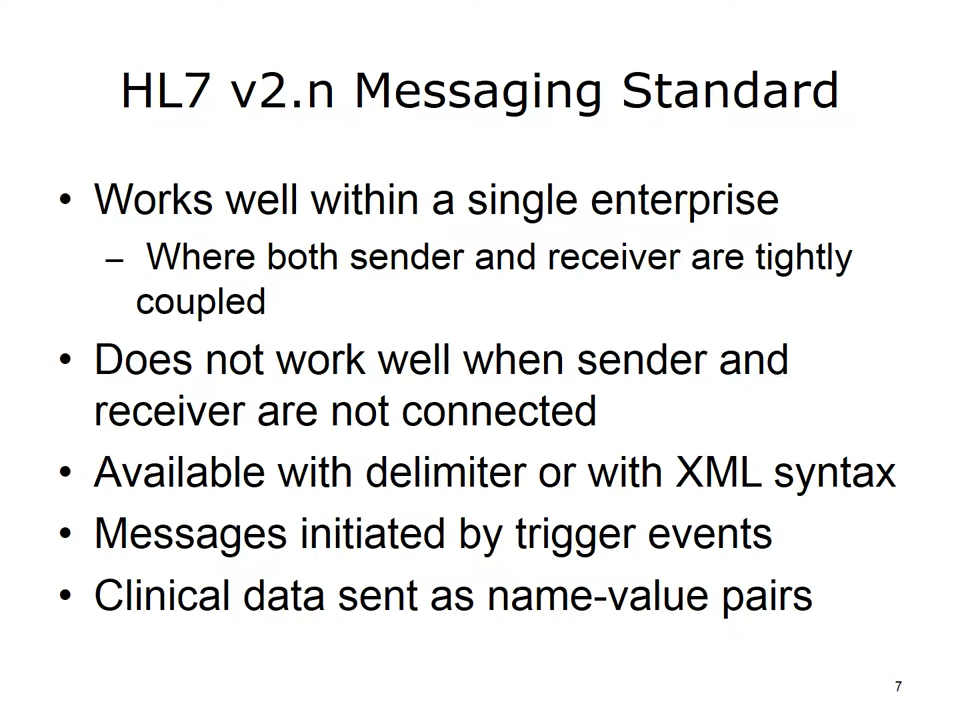 HL7 v2.n Messaging Standard
• Works well within a single enterprise
– Where both sender and receiver are tightly
coupled
• Does not work well when sender and
receiver are not connected
• Available with delimiter or with XML syntax
• Messages initiated by trigger events
• Clinical data sent as name-value pairs
7